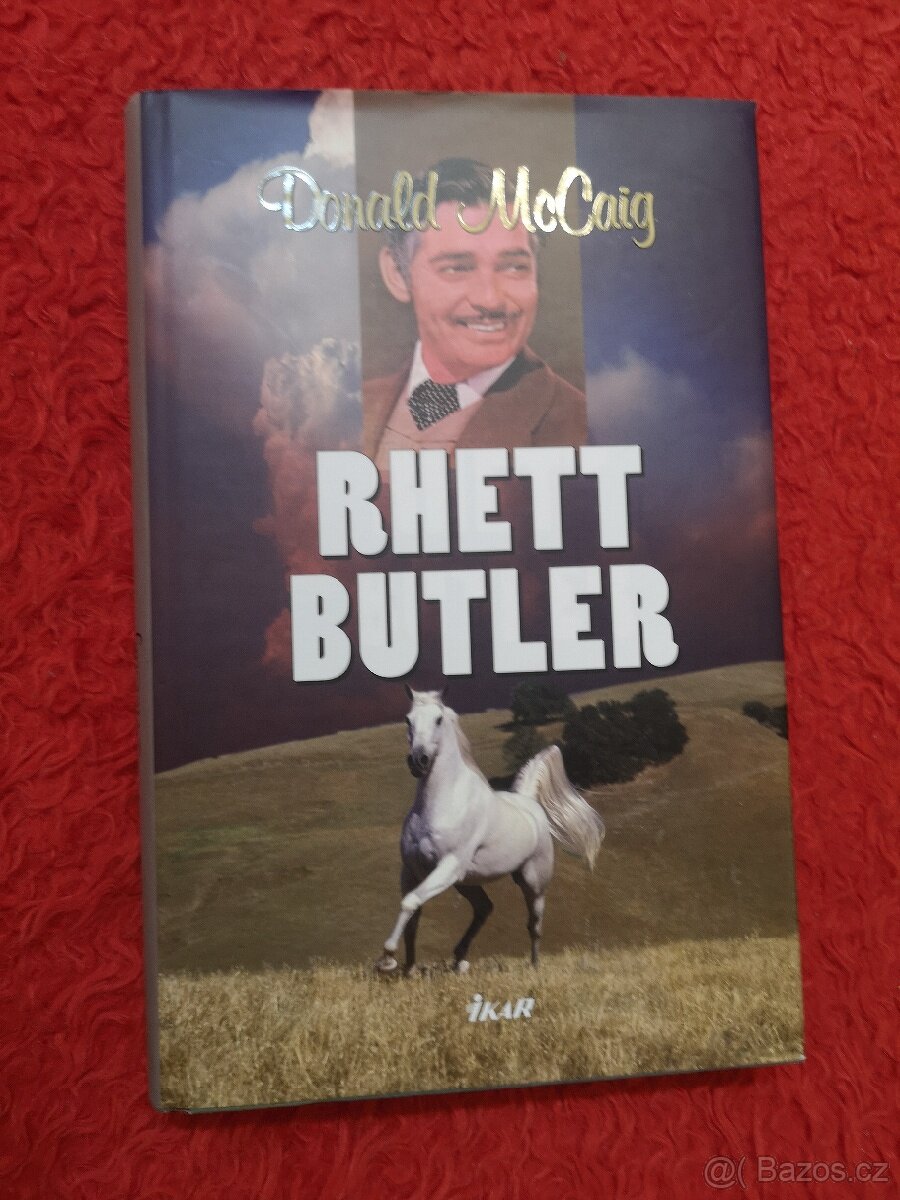 Donald McCaig
RHETT
BUTLER
iKAR
@( Bazos.cz